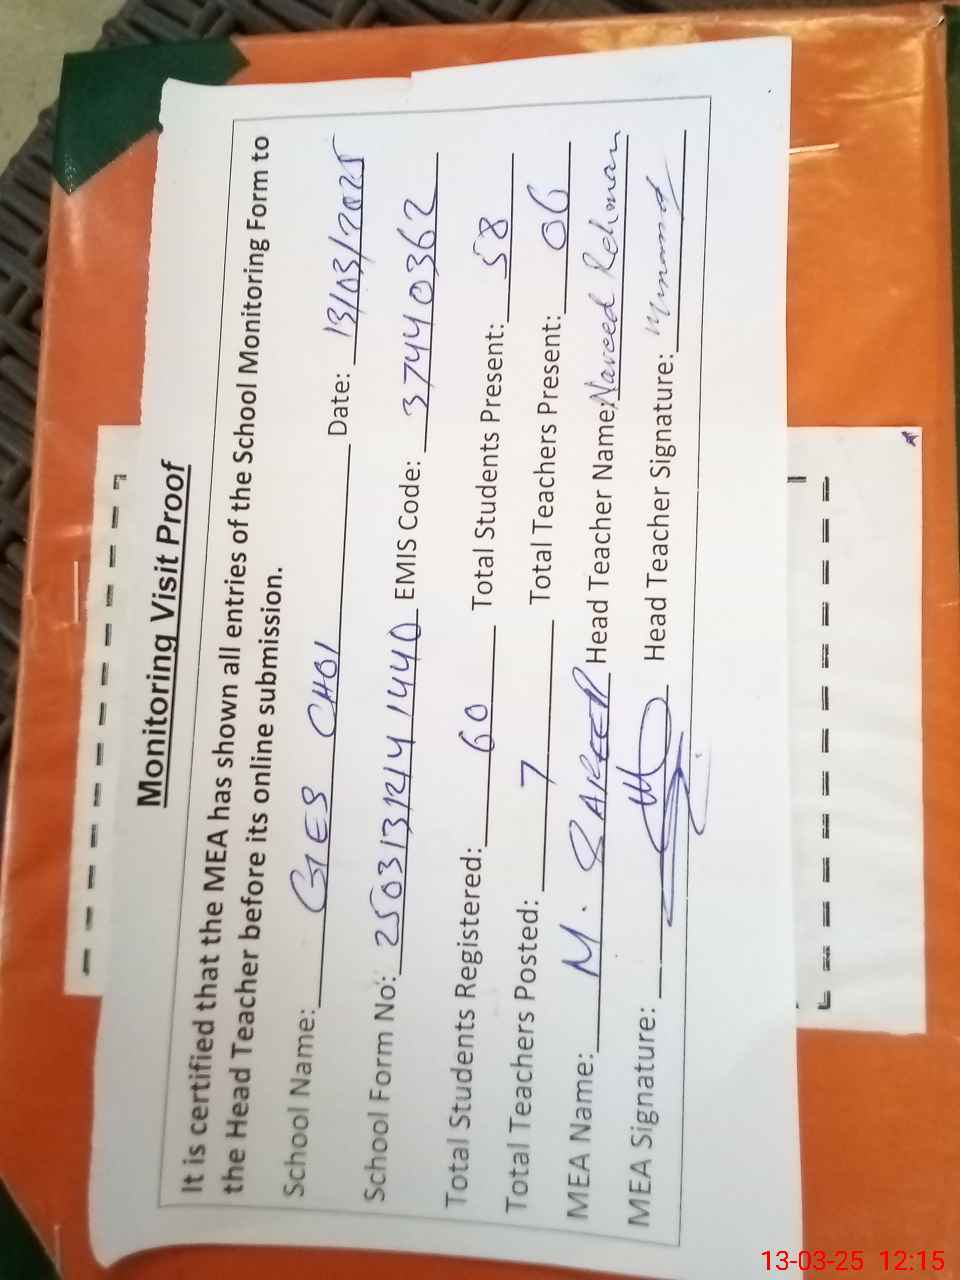 Monitoring Visit Proof
It is certified that the MEA has shown all entries of the School Monitoring Form to
the Head Teacher before its online submission.
School Name: GES CHOI Date: 13/03/2025
School Form No: EMIS Code: 37440362
Total Students Registered: 60 Total Students Present: 58
Total Teachers Posted: 7 Total Teachers Present: 06
MEA Name: M. Head Teacher Name: Naveed Rehman
MEA Signature: Head Teacher Signature:
13-03-25 12:15